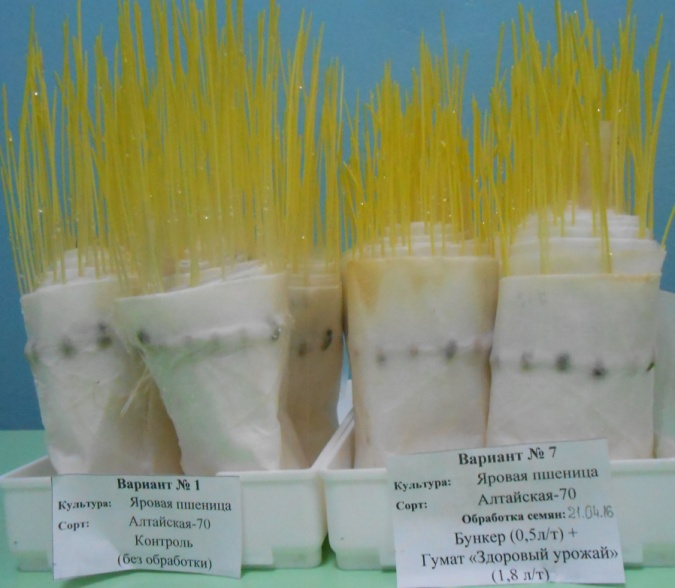 Вариант № 1
Культура: Яровая пшеница
Сорт: Алтайская-70
Контроль
(без обработки)
Вариант № 7
Культура: Яровая пшеница
Сорт: Алтайская-70
Обработка семян: 21.04.16
Бункер (0,5л/т) +
Гумат «Здоровый урожай»
(1,8 л/т)